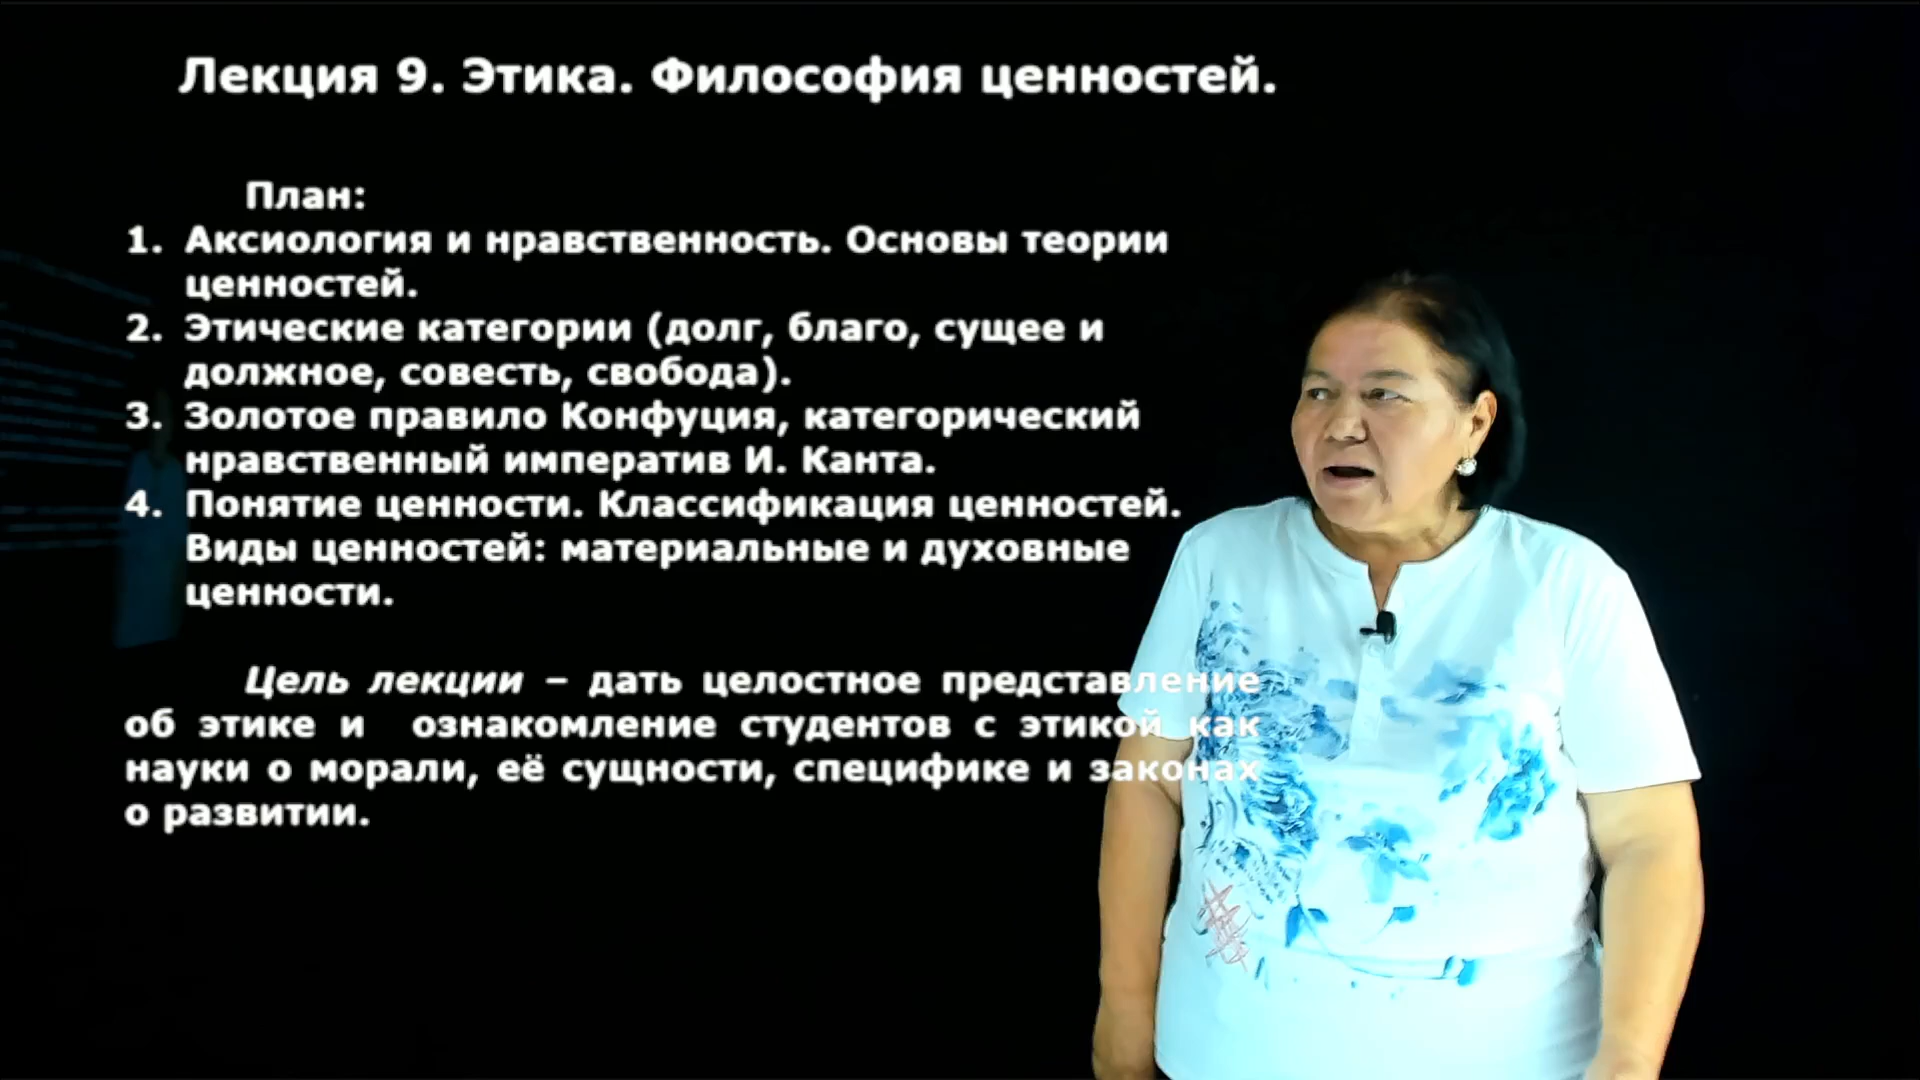 Лекция 9. Этика. Философия ценностей.
План:
1. Аксиология и нравственность. Основы теории
ценностей.
2. Этические категории (долг, благо, сущее и
должное, совесть, свобода).
3. Золотое правило Конфуция, категорический
нравственный императив И. Канта.
4. Понятие ценности. Классификация ценностей.
Виды ценностей: материальные и духовные
ценности.
Цель лекции – дать целостное представление
об этике и ознакомление студентов с этикой как
науки о морали, её сущности, специфике и законах
о развитии.